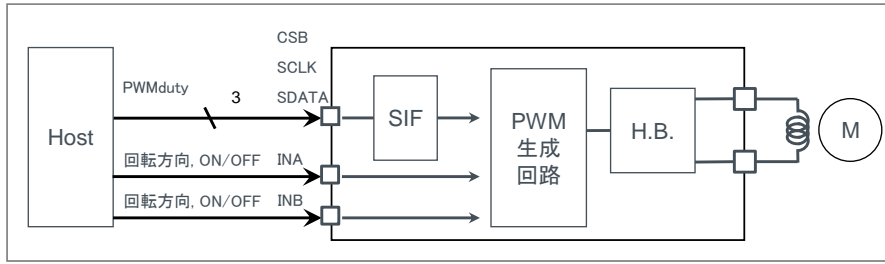 CSB
SCLK
PWMduty
3
SDATA
Host
SIF
PWM
生成
回路
H.B.
M
回転方向, ON/OFF
INA
回転方向, ON/OFF
INB